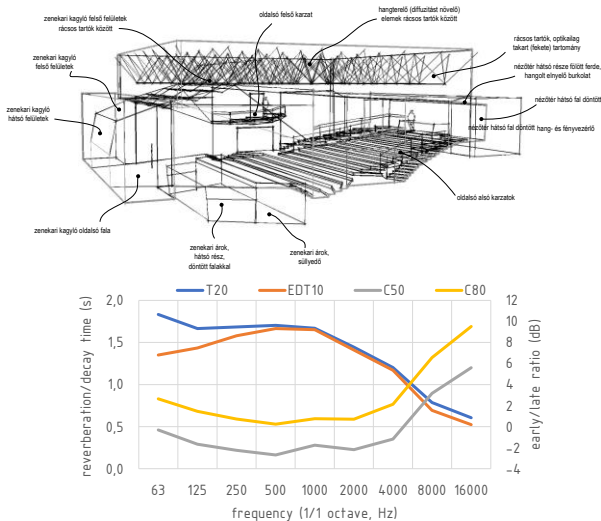 zenekari kagyló felső felületek
rácsos tartók között
oldalsó felső karzat
hangterelő (diffuzitást növelő)
elemek rácsos tartók között
zenekari kagyló
felső felületek
rácsos tartók, optikailag
takart (fekete) tartomány
nézőtér hátsó része fölött ferde,
hangolt elnyelő burkolat
zenekari kagyló
hátsó felületek
nézőtér hátsó fal döntött
nézőtér hátsó fal döntött
hang- és fényvezérlő
oldalsó alsó karzatok
zenekari kagyló oldalsó fala
zenekari árok,
hátsó rész,
döntött falakkal
zenekari árok,
süllyedő
T20
EDT10
C50
C80
reverberation/decay time (s)
2,0
1,5
1,0
0,5
0,0
12
10
8
6
4
2
0
-2
-4
early/late ratio (dB)
63 125 250 500 1000 2000 4000 8000 16000
frequency (1/1 octave, Hz)